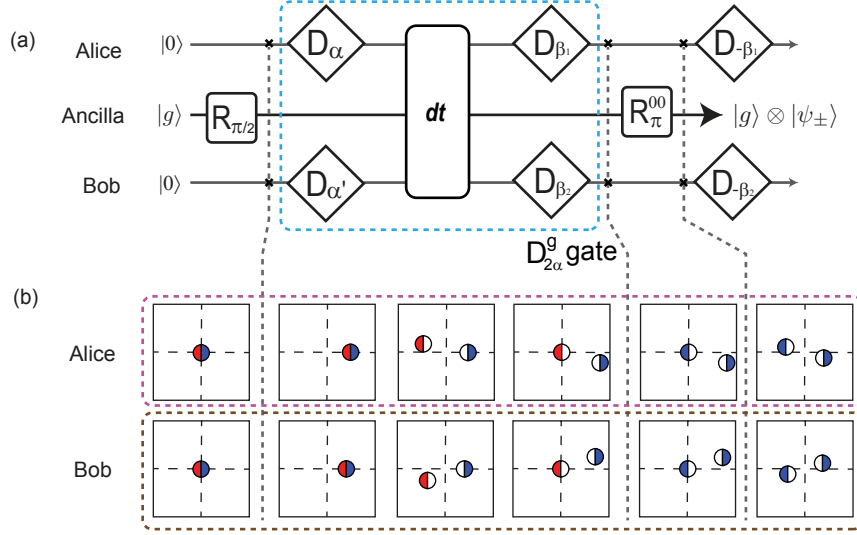 (a)
Alice |0⟩ D_α D_β₁ D_-β₁
Ancilla |g⟩ R_π/2 dt R_π^00 |g⟩ ⊗ |ψ_±⟩
Bob |0⟩ D_α' D_β₂ D_-β₂
D_2α^g gate
(b)
Alice
Bob